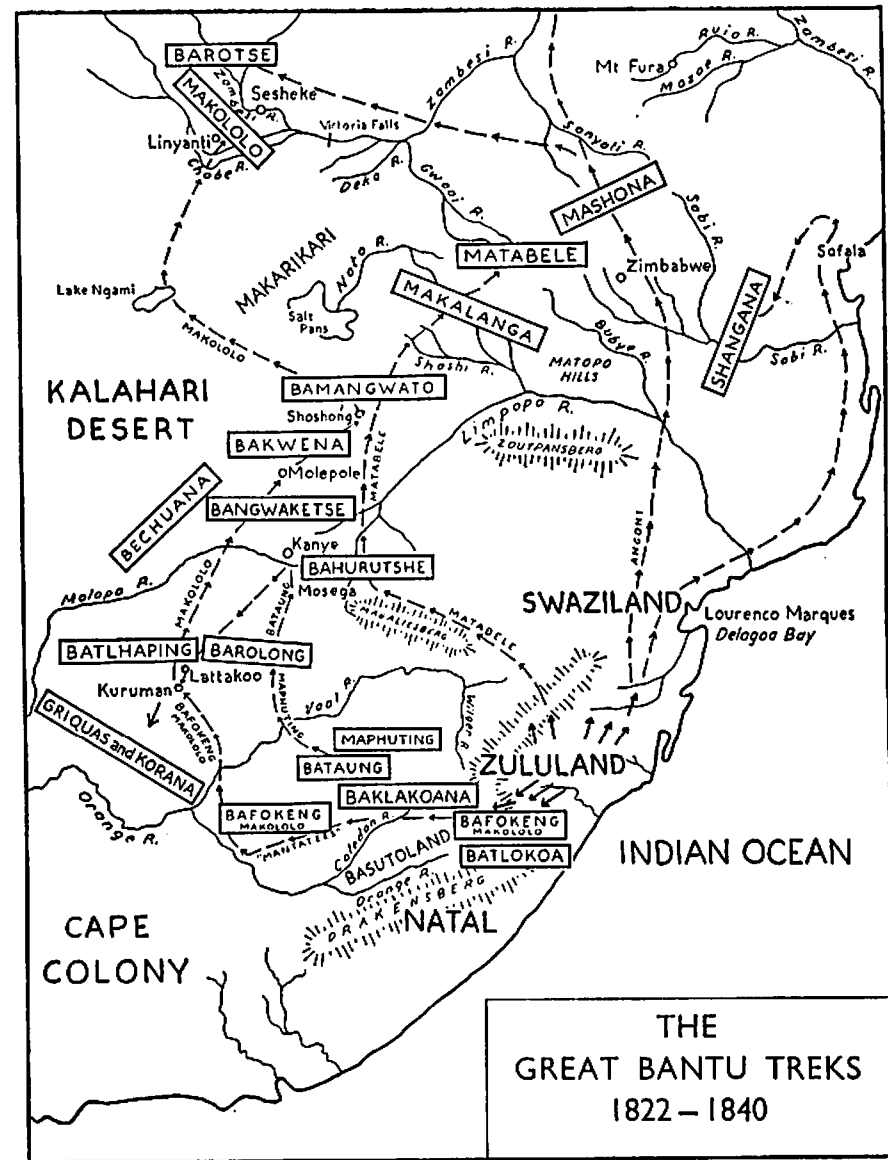 BAROTSE
Zambesi R.
MAKOLOLO
Sesheke
Linyanti
Chobe R.
Victoria Falls
Deka R.
Zambesi R.
Gwaai R.
Sanyati R.
Mt Fura
Ruia R.
Mazoe R.
Zambesi R.
MASHONA
Sabi R.
MATABELE
Zimbabwe
Sofala
MAKARIKARI
Nata R.
Salt
Pans
Lake Ngami
MAKOLOLO
MAKALANGA
Bubye R.
SHANGANA
Sabi R.
Shashi R.
MATOPO
HILLS
KALAHARI
DESERT
BAMANGWATO
Shoshong
Limpopo R.
ZOUTPANSBERG
BAKWENA
Molepole
MATABELE
BECHUANA
BANGWAKETSE
Kanye
BAHURUTSHE
Mosega
ANGONI
Molopo R.
MAKOLOLO
BATAUNG
MAHALIESBERG
MATABELE
SWAZILAND
Lourenco Marques
Delagoa Bay
BATLHAPING
BAROLONG
Lattakoo
Kuruman
BAFOKENG
MAKOLOLO
MAPHUTING
Vaal R.
Wilge R.
GRIQUAS and KORANA
MAPHUTING
BATAUNG
ZULULAND
BAKLAKOANA
Orange R.
BAFOKENG
MAKOLOLO
"MANTATEES"
Caledon R.
BAFOKENG
MAKOLOLO
BASUTOLAND
BATLOKOA
INDIAN OCEAN
Orange R.
DRAKENSBERG
NATAL
CAPE
COLONY
THE
GREAT BANTU TREKS
1822 – 1840